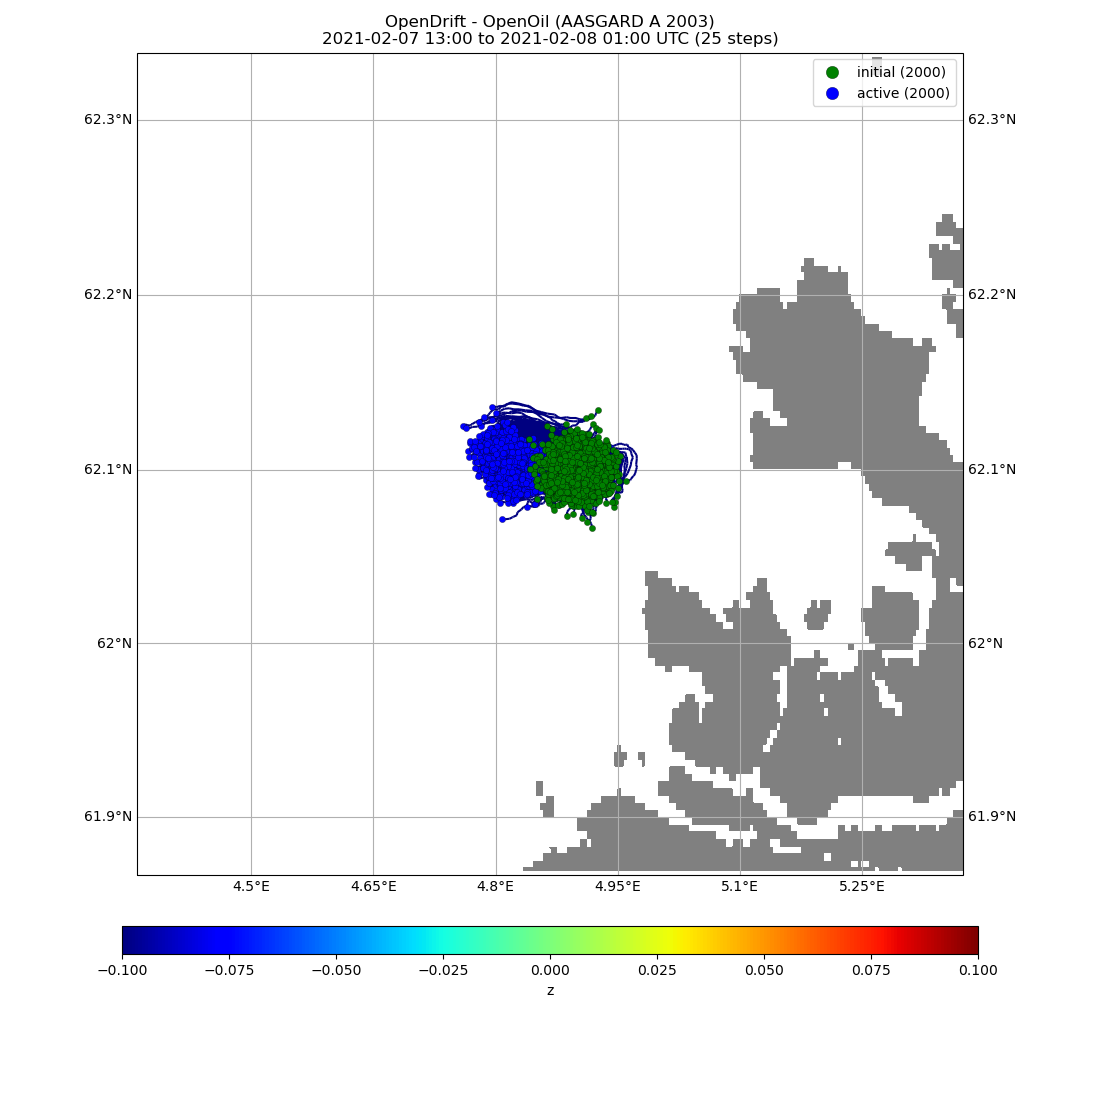 OpenDrift - OpenOil (AASGARD A 2003)
2021-02-07 13:00 to 2021-02-08 01:00 UTC (25 steps)
initial (2000)
active (2000)
62.3°N 62.3°N
62.2°N 62.2°N
62.1°N 62.1°N
62°N 62°N
61.9°N 61.9°N
4.5°E 4.65°E 4.8°E 4.95°E 5.1°E 5.25°E
−0.100 −0.075 −0.050 −0.025 0.000 0.025 0.050 0.075 0.100
z